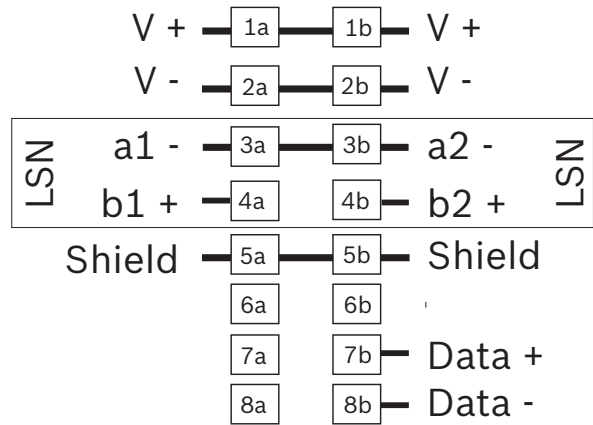 V + 1a 1b V +
V - 2a 2b V -
LSN a1 - 3a 3b a2 - LSN
b1 + 4a 4b b2 +
Shield 5a 5b Shield
6a 6b
7a 7b Data +
8a 8b Data -